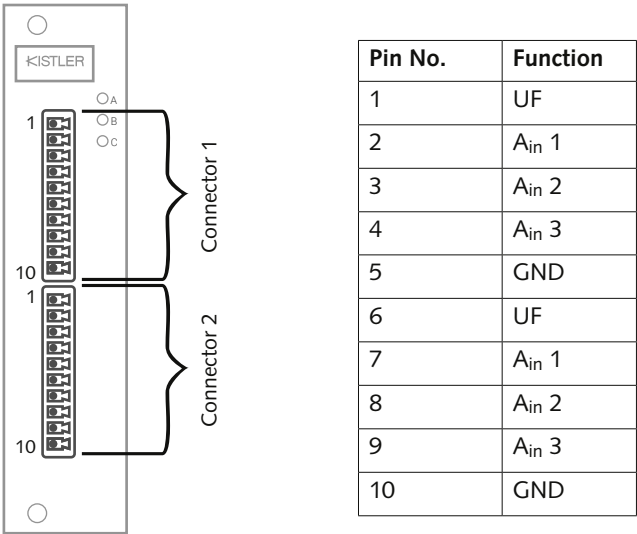 KISTLER
A
B
C
1
10
Connector 1
1
10
Connector 2
Pin No. Function
1 UF
2 Ain 1
3 Ain 2
4 Ain 3
5 GND
6 UF
7 Ain 1
8 Ain 2
9 Ain 3
10 GND